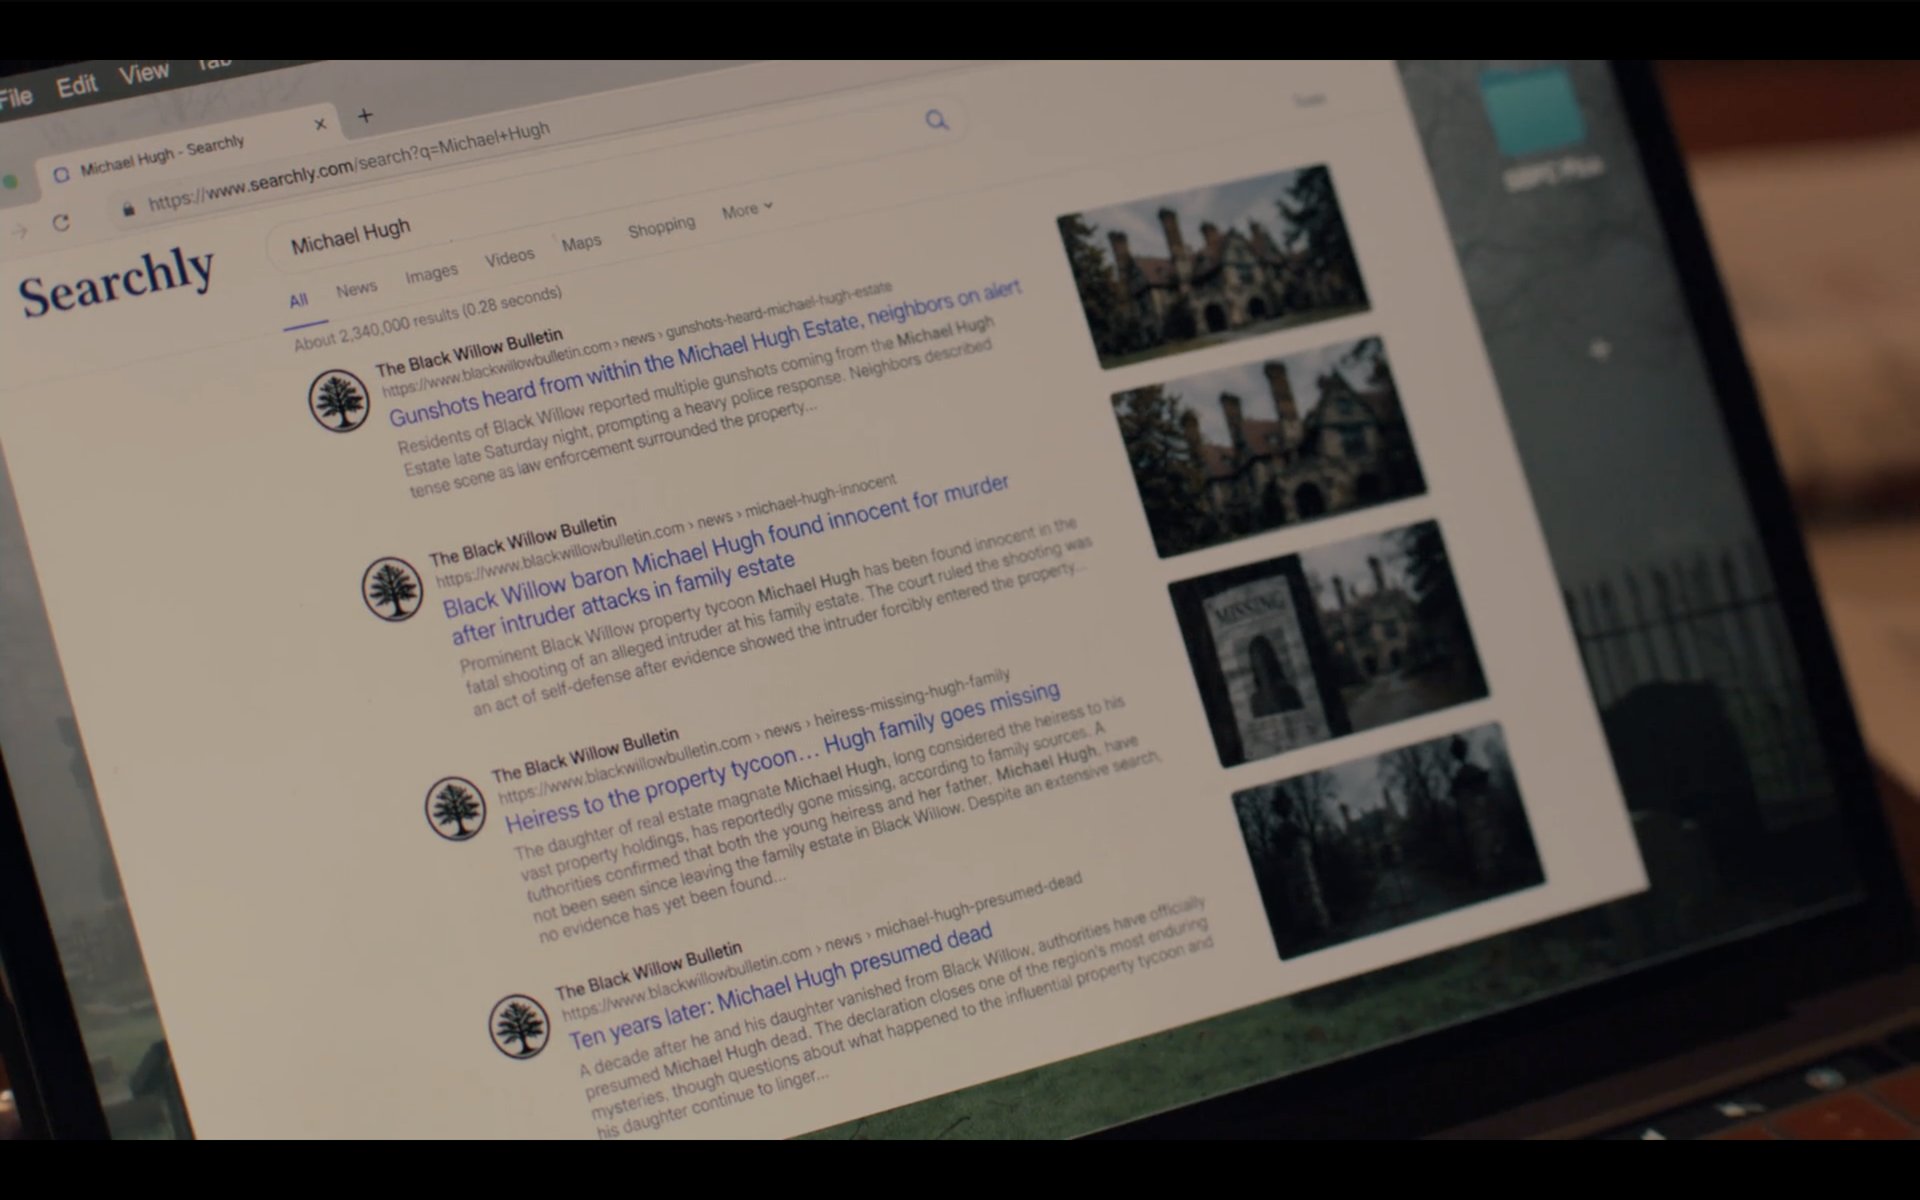 File Edit View Tab
Michael Hugh - Searchly
https://www.searchly.com/search?q=Michael+Hugh
Searchly
Michael Hugh
All News Images Videos Maps Shopping More
About 2,340,000 results (0.28 seconds)
The Black Willow Bulletin
https://www.blackwillowbulletin.com › news › gunshots-heard-michael-hugh-estate
Gunshots heard from within the Michael Hugh Estate, neighbors on alert
Residents of Black Willow reported multiple gunshots coming from the Michael Hugh
Estate late Saturday night, prompting a heavy police response. Neighbors described
tense scene as law enforcement surrounded the property...
The Black Willow Bulletin
https://www.blackwillowbulletin.com › news › michael-hugh-innocent
Black Willow baron Michael Hugh found innocent for murder
after intruder attacks in family estate
Prominent Black Willow property tycoon Michael Hugh has been found innocent in the
fatal shooting of an alleged intruder at his family estate. The court ruled the shooting was
an act of self-defense after evidence showed the intruder forcibly entered the property...
MISSING
The Black Willow Bulletin
https://www.blackwillowbulletin.com › news › heiress-missing-hugh-family
Heiress to the property tycoon... Hugh family goes missing
The daughter of real estate magnate Michael Hugh, long considered the heiress to his
vast property holdings, has reportedly gone missing, according to family sources. A
futhorities confirmed that both the young heiress and her father, Michael Hugh, have
not been seen since leaving the family estate in Black Willow. Despite an extensive search,
no evidence has yet been found...
The Black Willow Bulletin
https://www.blackwillowbulletin.com › news › michael-hugh-presumed-dead
Ten years later: Michael Hugh presumed dead
A decade after he and his daughter vanished from Black Willow, authorities have officially
presumed Michael Hugh dead. The declaration closes one of the region's most enduring
mysteries, though questions about what happened to the influential property tycoon and
his daughter continue to linger...